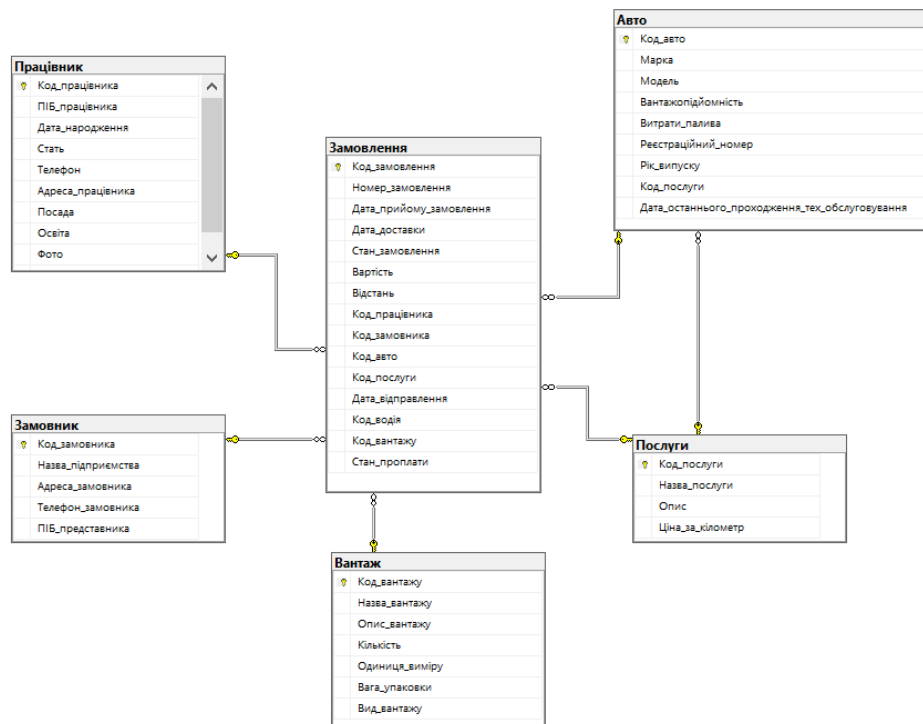 Працівник
Код_працівника
ПІБ_працівника
Дата_народження
Стать
Телефон
Адреса_працівника
Посада
Освіта
Фото
Замовник
Код_замовника
Назва_підприємства
Адреса_замовника
Телефон_замовника
ПІБ_представника
Замовлення
Код_замовлення
Номер_замовлення
Дата_прийому_замовлення
Дата_доставки
Стан_замовлення
Вартість
Відстань
Код_працівника
Код_замовника
Код_авто
Код_послуги
Дата_відправлення
Код_водія
Код_вантажу
Стан_проплати
Вантаж
Код_вантажу
Назва_вантажу
Опис_вантажу
Кількість
Одиниця_виміру
Вага_упаковки
Вид_вантажу
Авто
Код_авто
Марка
Модель
Вантажопідйомність
Витрати_палива
Реєстраційний_номер
Рік_випуску
Код_послуги
Дата_останнього_проходження_тех_обслуговування
Послуги
Код_послуги
Назва_послуги
Опис
Ціна_за_кілометр